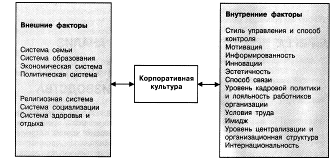 Внешние факторы
Система семьи
Система образования
Экономическая система
Политическая система
Религиозная система
Система социализации
Система здоровья и
отдыха
Корпоративная
культура
Внутренние факторы
Стиль управления и способ
контроля
Мотивация
Информированность
Инновации
Эстетичность
Способ связи
Уровень кадровой политики
и лояльность работников
организации
Условия труда
Имидж
Уровень централизации и
организационная структура
Интернациональность